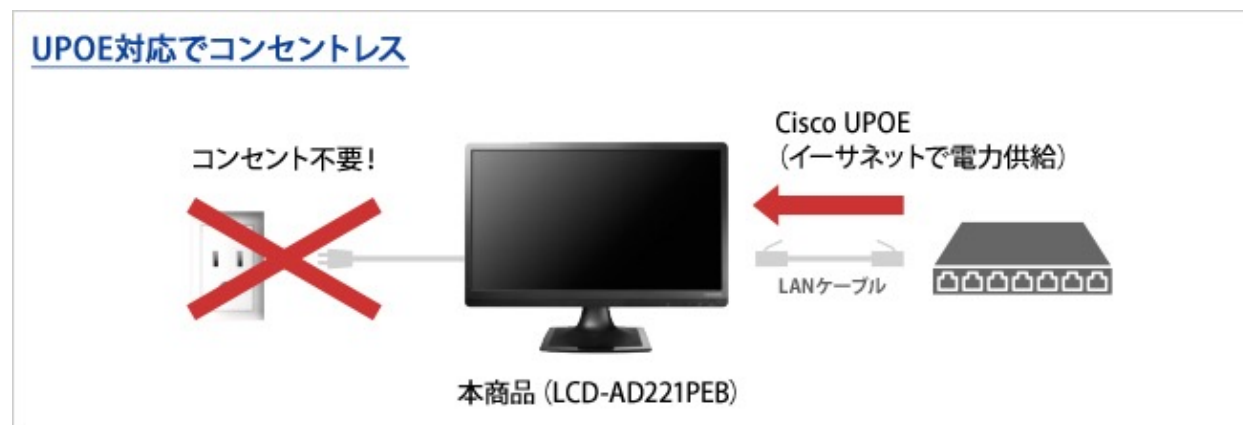 UPOE対応でコンセントレス
コンセント不要!
Cisco UPOE
(イーサネットで電力供給)
LANケーブル
本商品(LCD-AD221PEB)